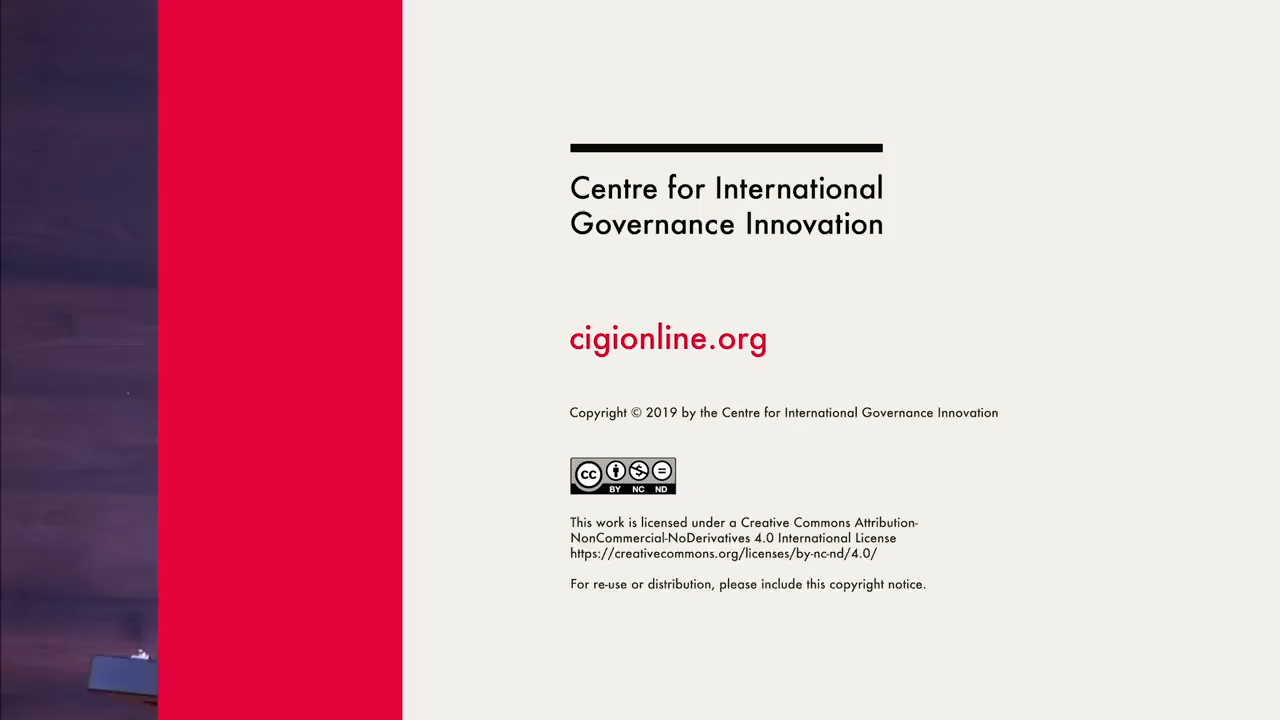 Centre for International
Governance Innovation
cigionline.org
Copyright © 2019 by the Centre for International Governance Innovation
cc BY NC ND
This work is licensed under a Creative Commons Attribution-
NonCommercial-NoDerivatives 4.0 International License
https://creativecommons.org/licenses/by-nc-nd/4.0/
For re-use or distribution, please include this copyright notice.